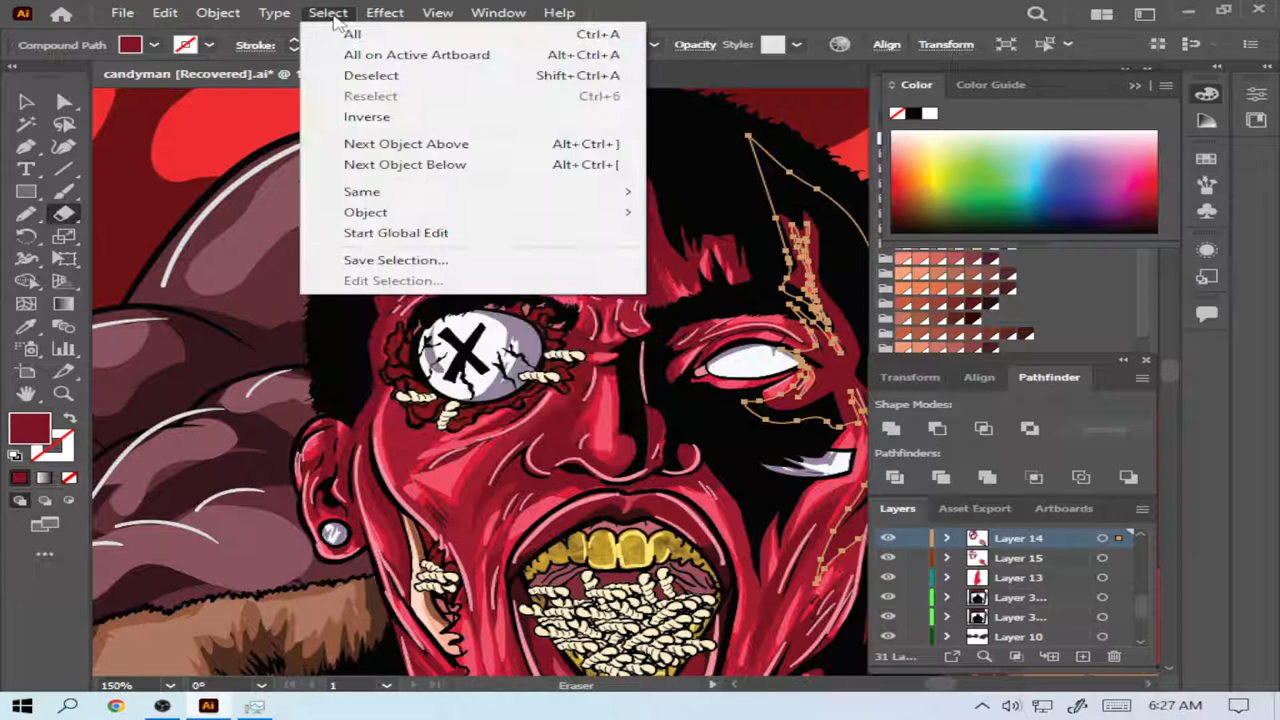 Ai File Edit Object Type Select Effect View Window Help
Compound Path Stroke: Opacity Style: Align Transform
candyman [Recovered].ai* @ 1
All Ctrl+A
All on Active Artboard Alt+Ctrl+A
Deselect Shift+Ctrl+A
Reselect Ctrl+6
Inverse
Next Object Above Alt+Ctrl+]
Next Object Below Alt+Ctrl+[
Same
Object
Start Global Edit
Save Selection...
Edit Selection...
Color Color Guide
Transform Align Pathfinder
Shape Modes:
Pathfinders:
Layers Asset Export Artboards
Layer 14
Layer 15
Layer 13
Layer 3...
Layer 3...
Layer 10
31 La...
150% 0° 1 Eraser
Ai 6:27 AM